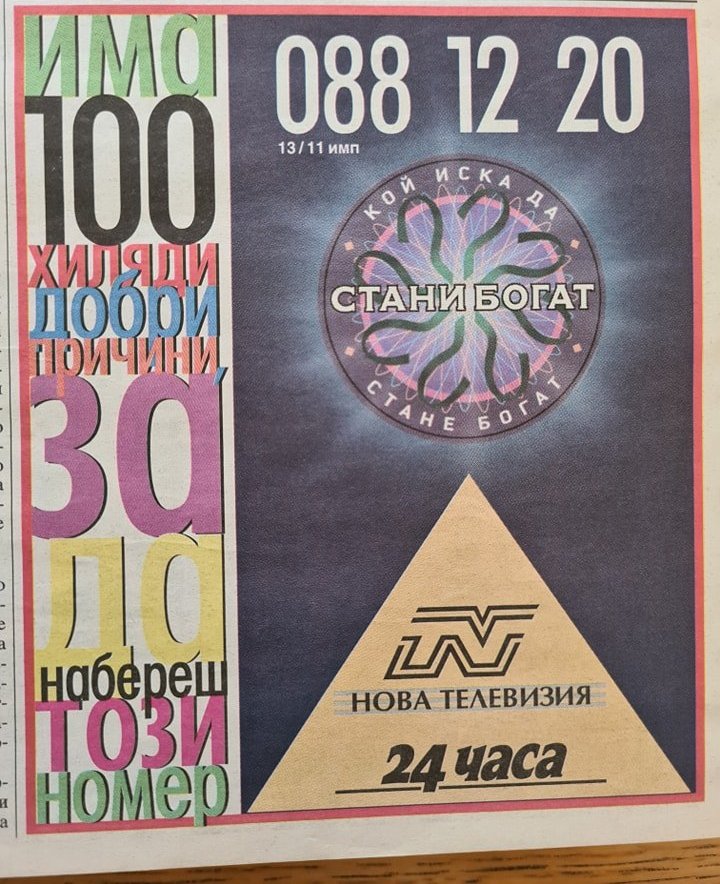 има
100
хиляди
добри
причини,
за
да
набереш
този
номер
088 12 20
13/11 имп
КОЙ ИСКА ДА
СТАНИ БОГАТ
СТАНЕ БОГАТ
НОВА ТЕЛЕВИЗИЯ
24 часа